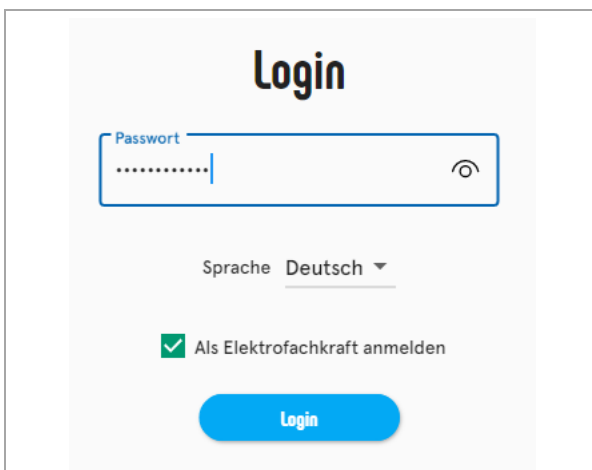 Login
Passwort
••••••••••••
Sprache Deutsch
Als Elektrofachkraft anmelden
Login